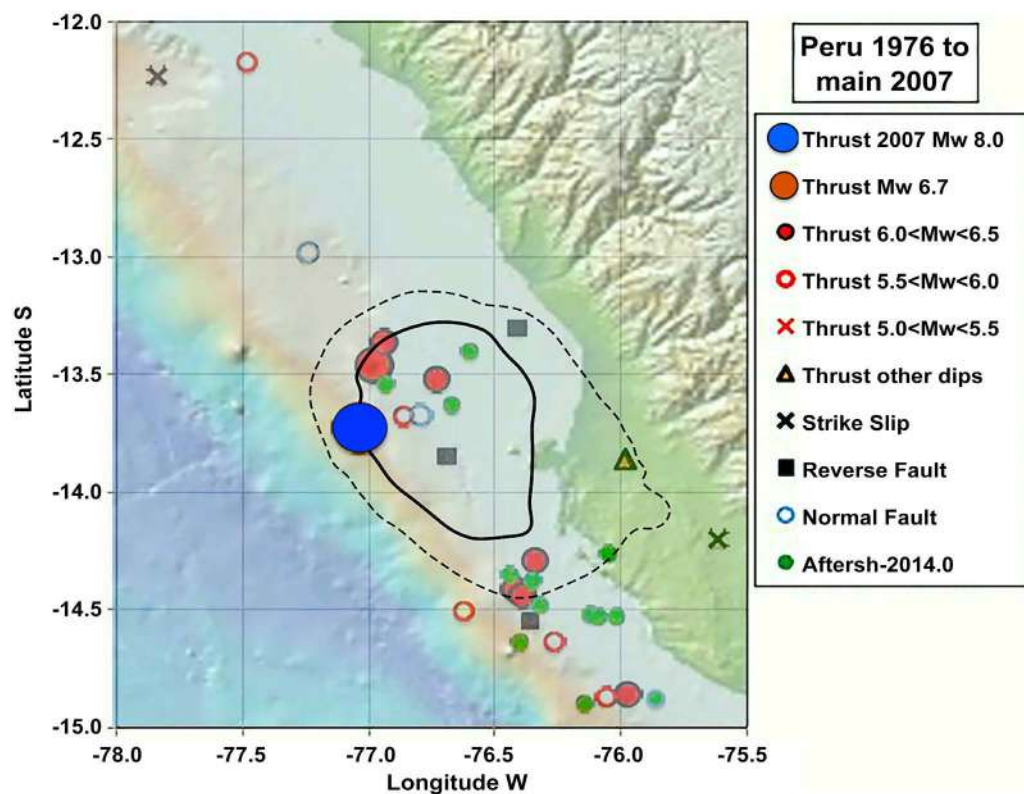 Peru 1976 to
main 2007
Thrust 2007 Mw 8.0
Thrust Mw 6.7
Thrust 6.0<Mw<6.5
Thrust 5.5<Mw<6.0
Thrust 5.0<Mw<5.5
Thrust other dips
Strike Slip
Reverse Fault
Normal Fault
Aftersh-2014.0
Latitude S
-12.0
-12.5
-13.0
-13.5
-14.0
-14.5
-15.0
-78.0 -77.5 -77.0 -76.5 -76.0 -75.5
Longitude W